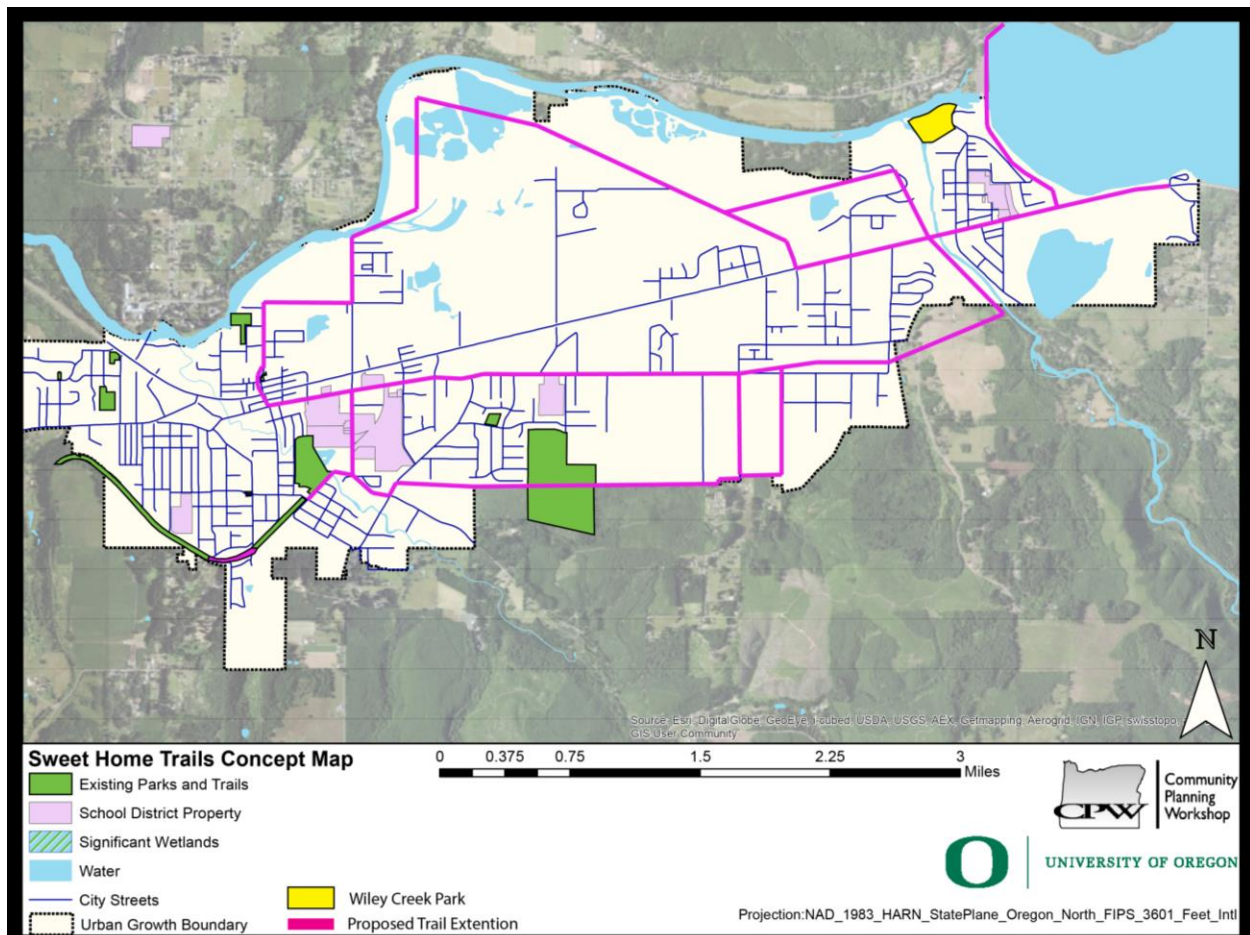 N
Source: Esri, DigitalGlobe, GeoEye, i-cubed, USDA, USGS, AEX, Getmapping, Aerogrid, IGN, IGP, swisstopo,
GIS User Community
Sweet Home Trails Concept Map
Existing Parks and Trails
School District Property
Significant Wetlands
Water
City Streets
Urban Growth Boundary
Wiley Creek Park
Proposed Trail Extention
0 0.375 0.75 1.5 2.25 3
Miles
CPW
Community
Planning
Workshop
O
UNIVERSITY OF OREGON
Projection:NAD_1983_HARN_StatePlane_Oregon_North_FIPS_3601_Feet_Intl